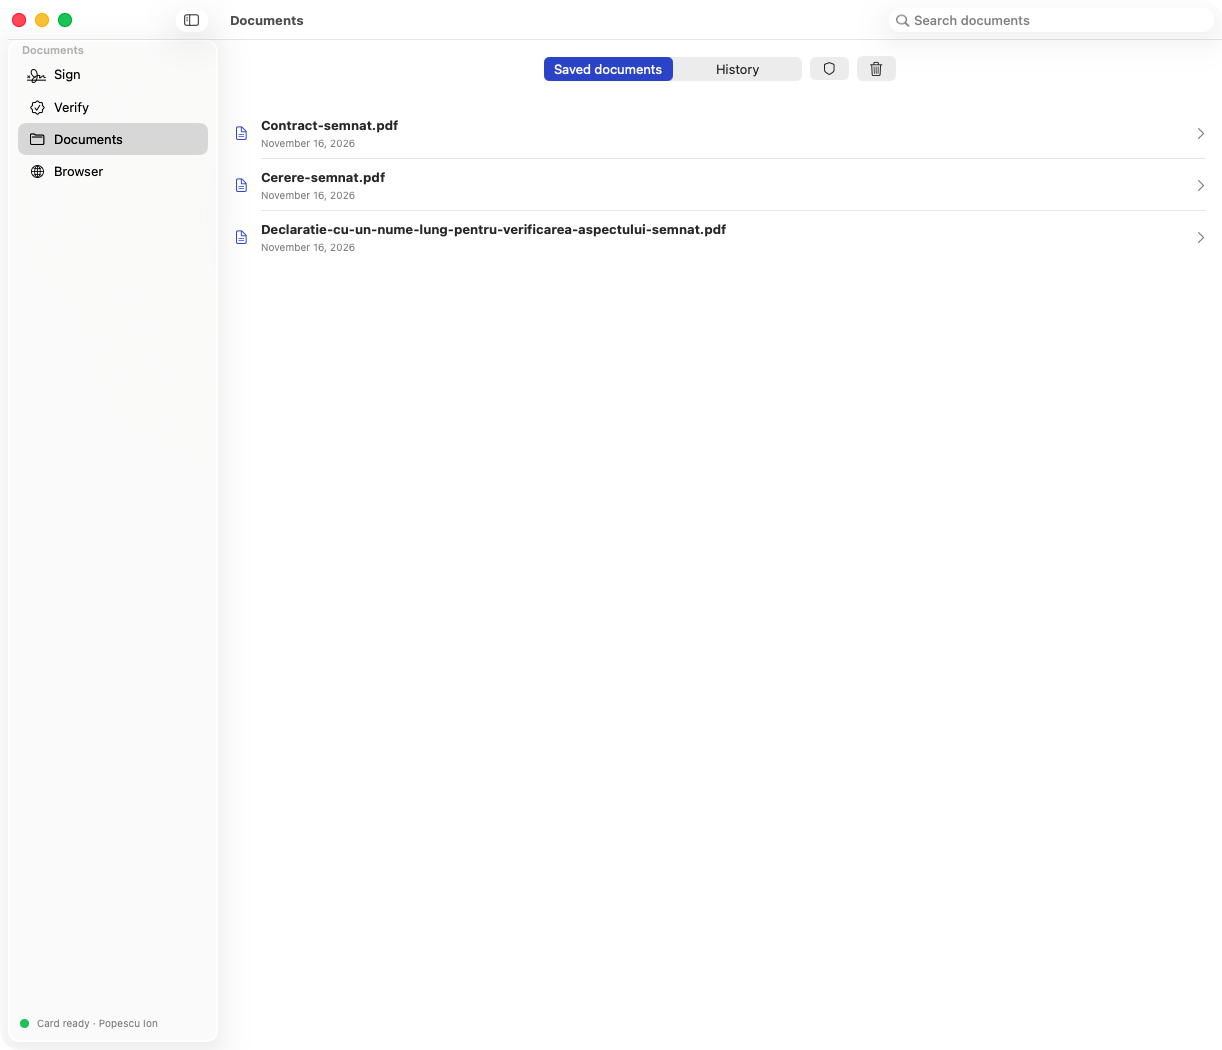 Documents
Search documents
Documents
Sign
Verify
Documents
Browser
Saved documents
History
Contract-semnat.pdf
November 16, 2026
Cerere-semnat.pdf
November 16, 2026
Declaratie-cu-un-nume-lung-pentru-verificarea-aspectului-semnat.pdf
November 16, 2026
Card ready · Popescu Ion